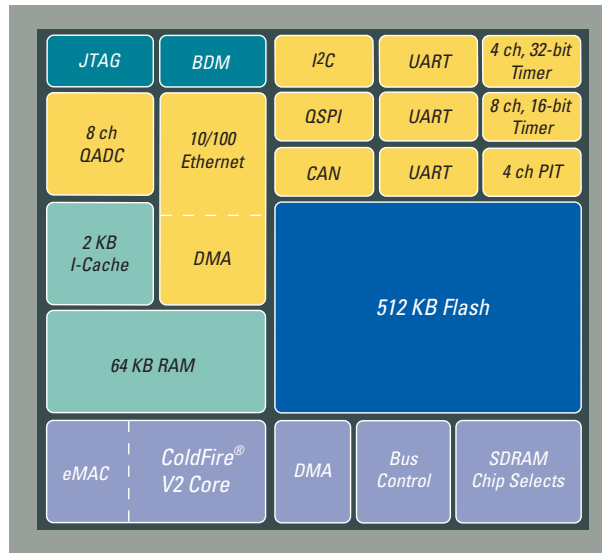 JTAG
BDM
I²C
UART
4 ch, 32-bit
Timer
8 ch
QADC
10/100
Ethernet
QSPI
UART
8 ch, 16-bit
Timer
CAN
UART
4 ch PIT
2 KB
I-Cache
DMA
512 KB Flash
64 KB RAM
eMAC
ColdFire®
V2 Core
DMA
Bus
Control
SDRAM
Chip Selects